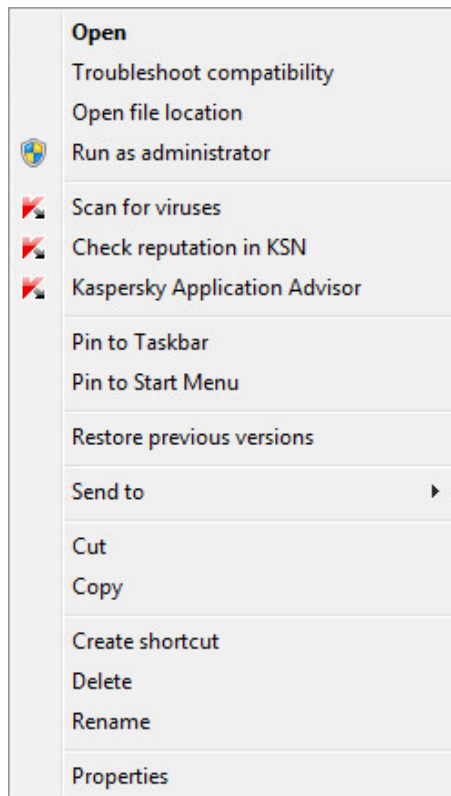 Open
Troubleshoot compatibility
Open file location
Run as administrator
Scan for viruses
Check reputation in KSN
Kaspersky Application Advisor
Pin to Taskbar
Pin to Start Menu
Restore previous versions
Send to
Cut
Copy
Create shortcut
Delete
Rename
Properties